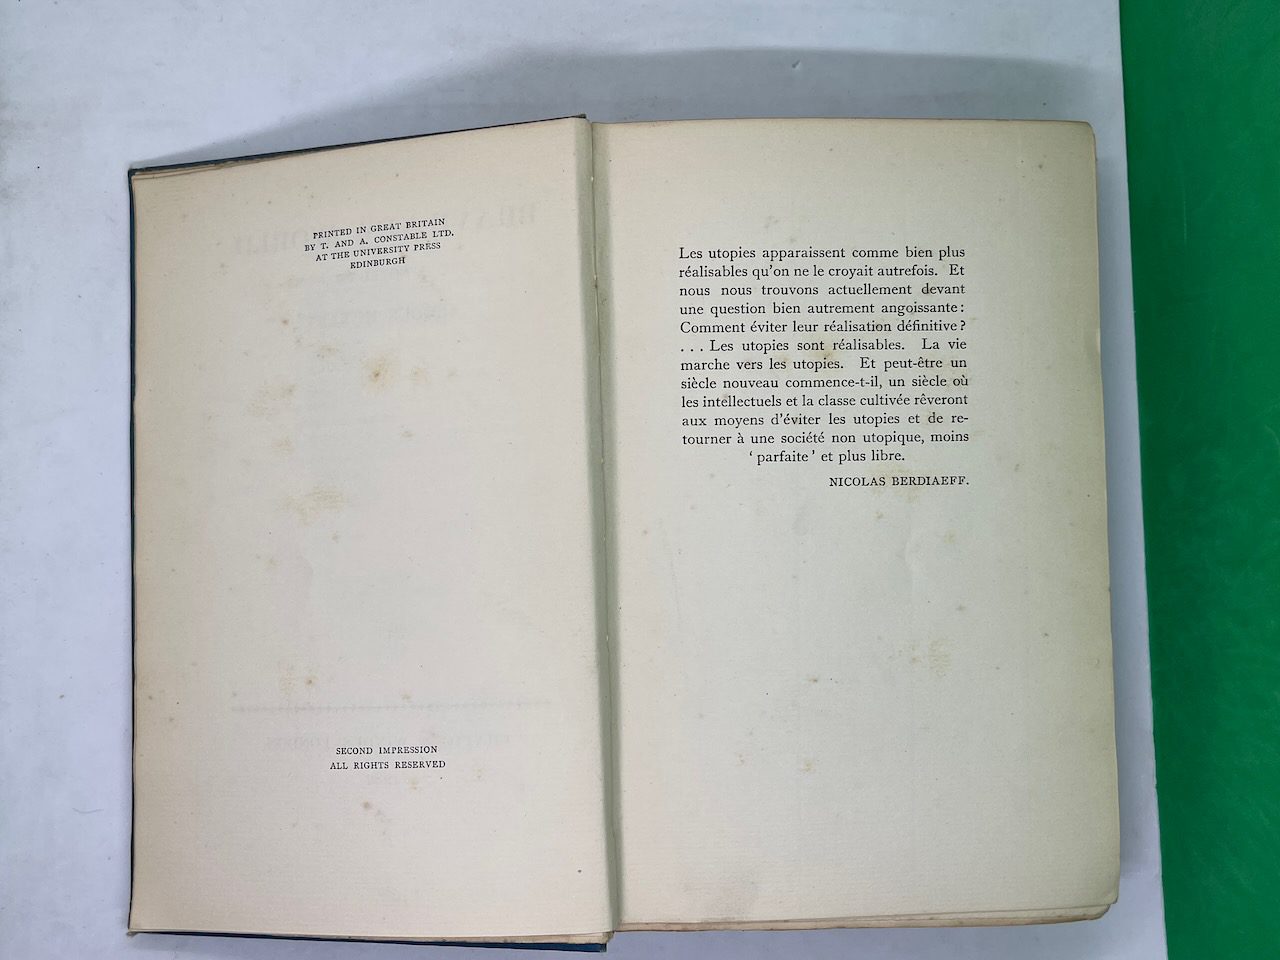 PRINTED IN GREAT BRITAIN
BY T. AND A. CONSTABLE LTD.
AT THE UNIVERSITY PRESS
EDINBURGH
SECOND IMPRESSION
ALL RIGHTS RESERVED
Les utopies apparaissent comme bien plus
réalisables qu'on ne le croyait autrefois. Et
nous nous trouvons actuellement devant
une question bien autrement angoissante:
Comment éviter leur réalisation définitive?
. . . Les utopies sont réalisables. La vie
marche vers les utopies. Et peut-être un
siècle nouveau commence-t-il, un siècle où
les intellectuels et la classe cultivée rêveront
aux moyens d'éviter les utopies et de re-
tourner à une société non utopique, moins
'parfaite' et plus libre.
NICOLAS BERDIAEFF.